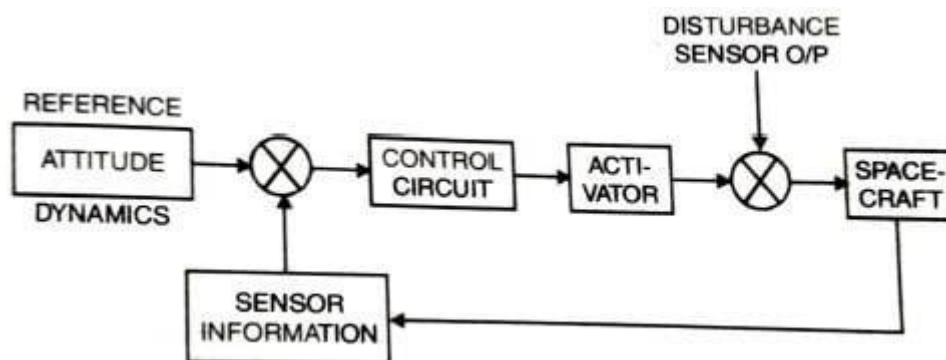 DISTURBANCE
SENSOR O/P
REFERENCE
ATTITUDE
DYNAMICS
CONTROL
CIRCUIT
ACTI-
VATOR
SPACE-
CRAFT
SENSOR
INFORMATION